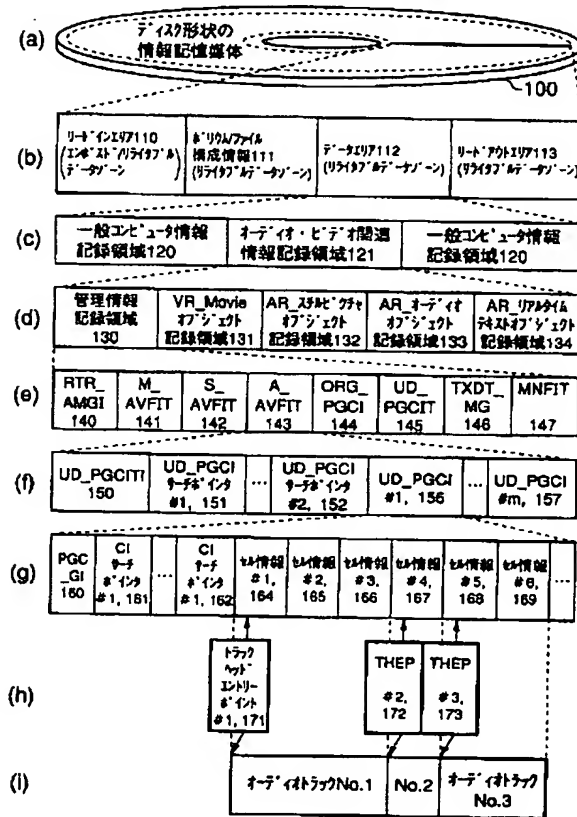 (a)
ディスク形状の
情報記憶媒体
100
(b)
リードインエリア110
(エンボスド/リライタブル)
データゾーン
ボリウム/ファイル
構成情報111
(リライタブルデータゾーン)
データエリア112
(リライタブルデータゾーン)
リードアウトエリア113
(リライタブルデータゾーン)
(c)
一般コンピュータ情報
記録領域120
オーディオ・ビデオ関連
情報記録領域121
一般コンピュータ情報
記録領域120
(d)
管理情報
記録領域
130
VR_Movie
オブジェクト
記録領域131
AR_スチルピクチャ
オブジェクト
記録領域132
AR_オーディオ
オブジェクト
記録領域133
AR_リアルタイム
テキストオブジェクト
記録領域134
(e)
RTR_
AMGI
140
M_
AVFIT
141
S_
AVFIT
142
A_
AVFIT
143
ORG_
PGCI
144
UD_
PGCIT
145
TXDT_
MG
146
MNFIT
147
(f)
UD_PGCITI
150
UD_PGCI
サーチポインタ
#1, 151
…
UD_PGCI
サーチポインタ
#2, 152
UD_PGCI
#1, 156
…
UD_PGCI
#m, 157
(g)
PGC
_GI
160
CI
サーチ
ポインタ
#1, 161
…
CI
サーチ
ポインタ
#1, 162
セル情報
#1,
164
セル情報
#2,
165
セル情報
#3,
166
セル情報
#4,
167
セル情報
#5,
168
セル情報
#6,
169
…
(h)
トラック
ヘッド
エントリー
ポイント
#1, 171
THEP
#2,
172
THEP
#3,
173
(i)
オーディオトラックNo.1
No.2
オーディオトラック
No.3